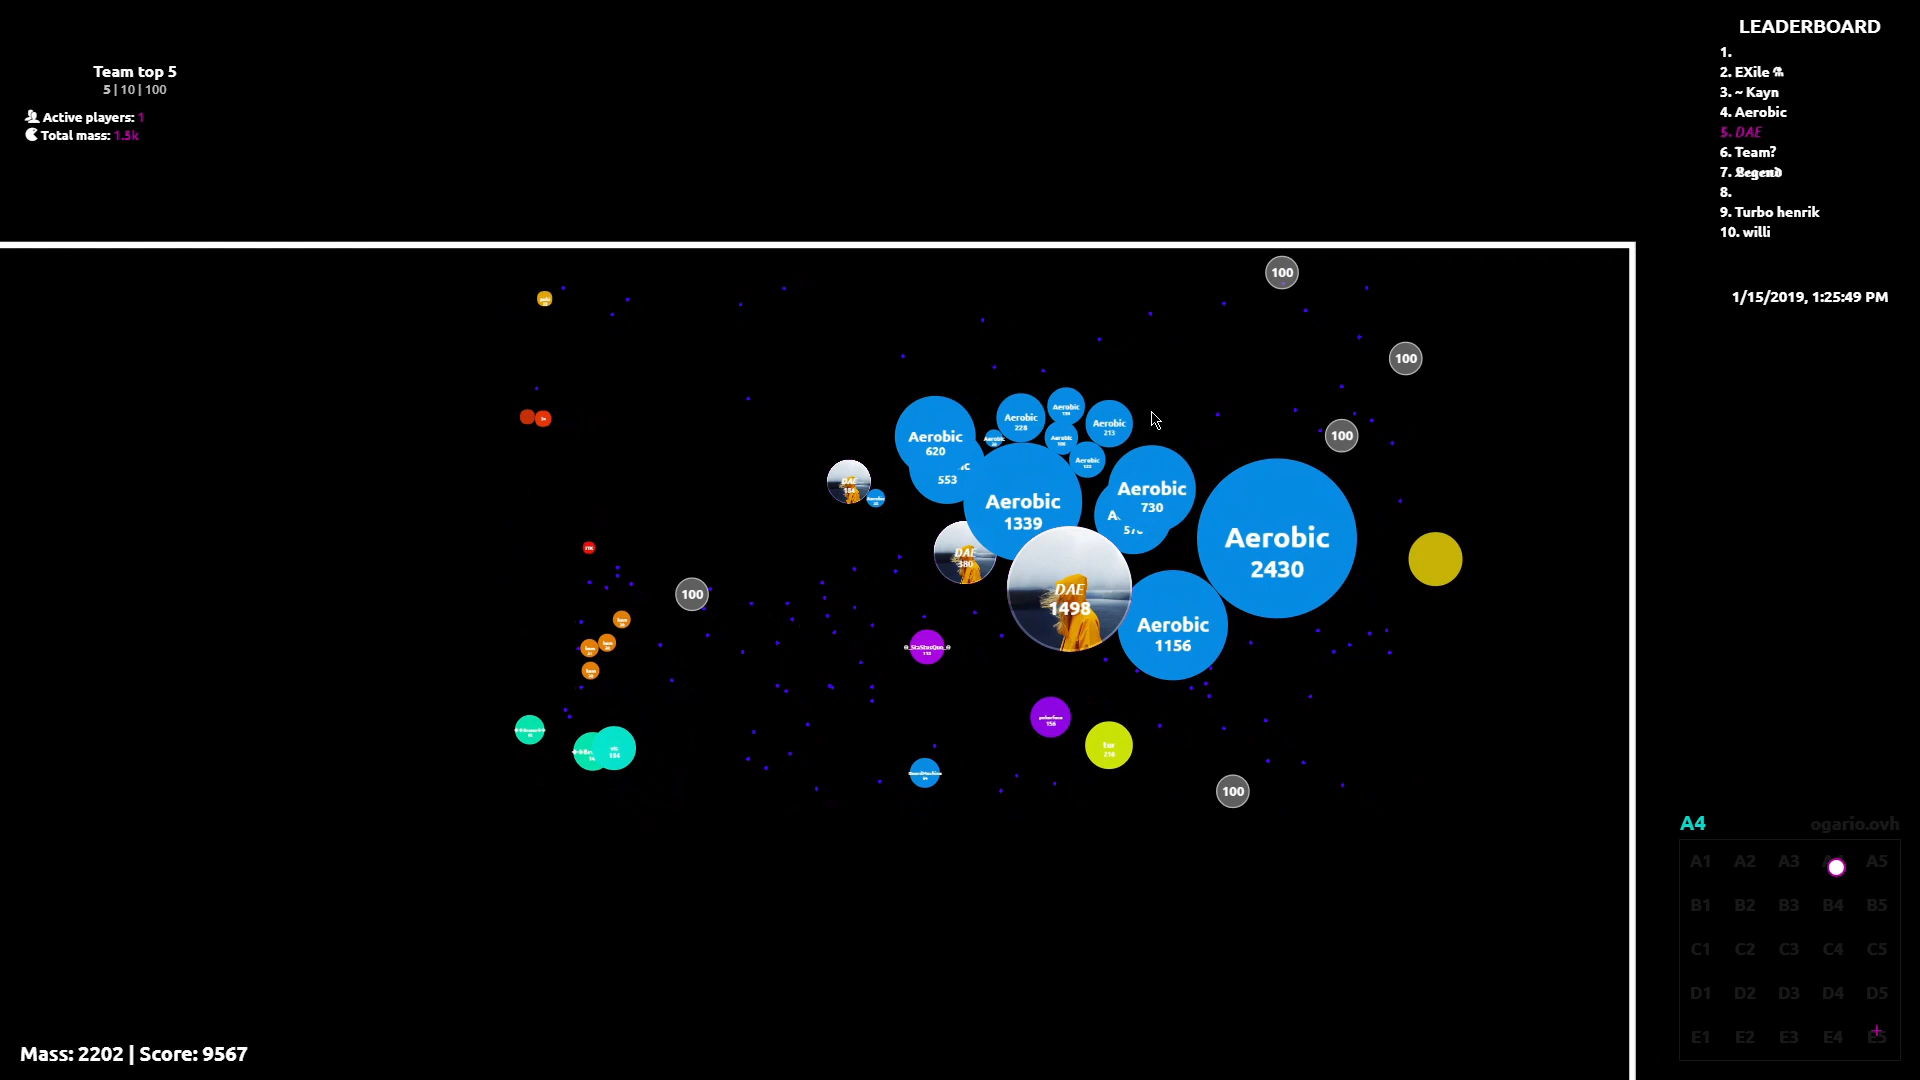 Team top 5
5 | 10 | 100
Active players: 1
Total mass: 1.5k
LEADERBOARD
1.
2. EXile
3. ~ Kayn
4. Aerobic
5. DAE
6. Team?
7. Legend
8.
9. Turbo henrik
10. willi
1/15/2019, 1:25:49 PM
100
100
100
Aerobic
620
553
Aerobic
228
Aerobic
Aerobic
213
Aerobic
Aerobic
Aerobic
1339
Aerobic
730
Aerobic
2430
DAE
DAE
380
DAE
1498
Aerobic
1156
100
tur
100
A4
ogario.ovh
A1 A2 A3 A5
B1 B2 B3 B4 B5
C1 C2 C3 C4 C5
D1 D2 D3 D4 D5
E1 E2 E3 E4 E5
Mass: 2202 | Score: 9567